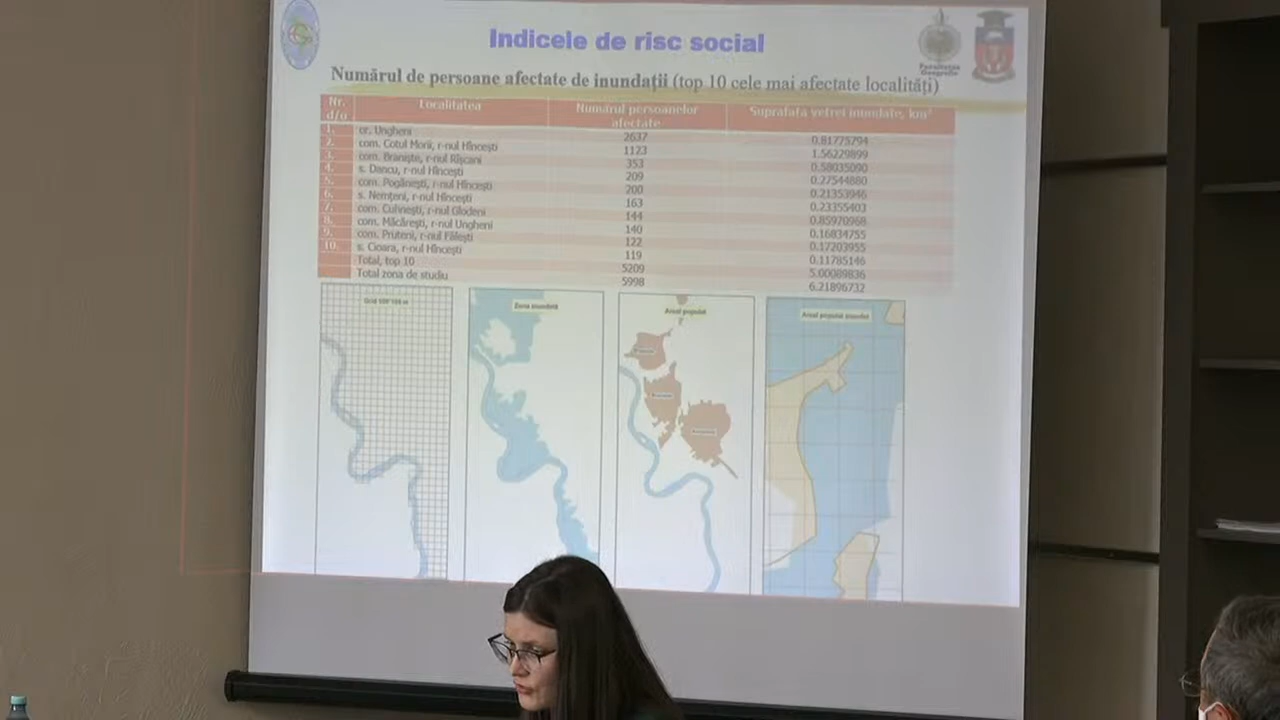 Indicele de risc social
Facultatea
Geografie
Numărul de persoane afectate de inundații (top 10 cele mai afectate localități)
Nr. d/o Localitatea Numărul persoanelor afectate Suprafața vetrei inundate, km²
1. or. Ungheni 2637 0.81775794
2. com. Cotul Morii, r-nul Hîncești 1123 1.56229899
3. com. Braniște, r-nul Rîșcani 353 0.58035090
4. s. Dancu, r-nul Hîncești 209 0.27544880
5. com. Pogănești, r-nul Hîncești 200 0.21353946
6. s. Nemțeni, r-nul Hîncești 163 0.23355403
7. com. Cuhnești, r-nul Glodeni 144 0.85970968
8. com. Măcărești, r-nul Ungheni 140 0.16834755
9. com. Pruteni, r-nul Fălești 122 0.17203955
10. s. Cioara, r-nul Hîncești 119 0.11785146
Total, top 10 5209 5.00089836
Total zona de studiu 5998 6.21896732
Zona inundată
Areal populat
Areal populat inundat